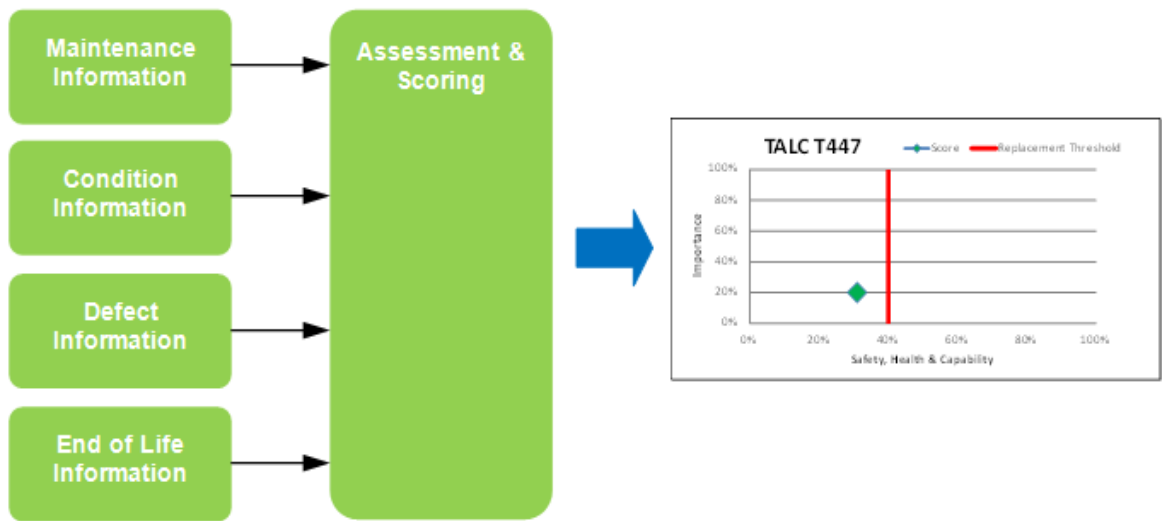 Maintenance
Information
Condition
Information
Defect
Information
End of Life
Information
Assessment &
Scoring
TALC T447
Score
Replacement Threshold
100%
80%
60%
40%
20%
0%
Importance
0% 20% 40% 60% 80% 100%
Safety, Health & Capability